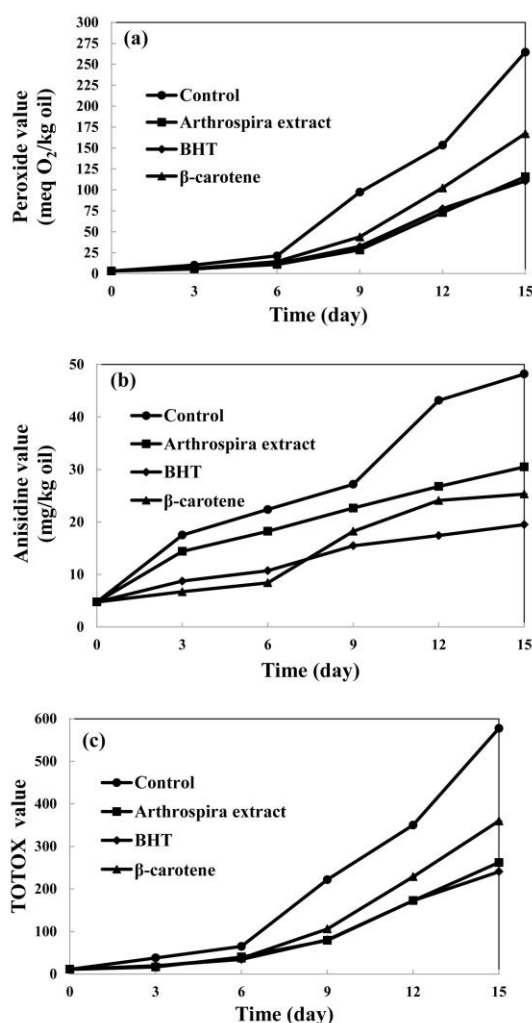 (a)
Peroxide value
(meq O₂/kg oil)
300
275
250
225
200
175
150
125
100
75
50
25
0
Control
Arthrospira extract
BHT
β-carotene
0 3 6 9 12 15
Time (day)
(b)
Anisidine value
(mg/kg oil)
50
40
30
20
10
0
Control
Arthrospira extract
BHT
β-carotene
0 3 6 9 12 15
Time (day)
(c)
TOTOX value
600
500
400
300
200
100
0
Control
Arthrospira extract
BHT
β-carotene
0 3 6 9 12 15
Time (day)